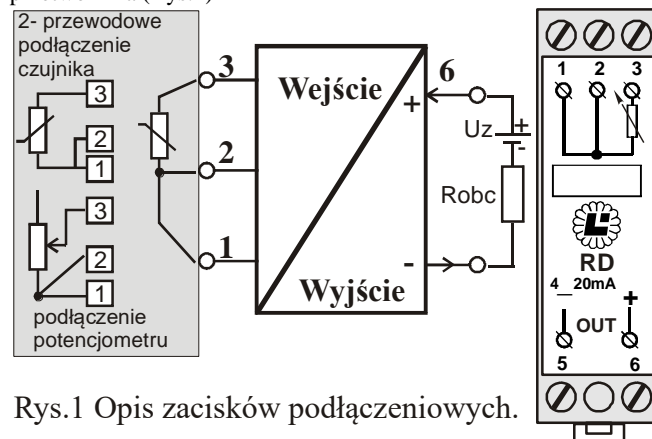 2- przewodowe
podłączenie
czujnika
3
2
1
3
2
1
podłączenie
potencjometru
3
2
1
Wejście
Wyjście
+
-
6
Uz
+
-
Robc
1 2 3
RD
4_20mA
- +
OUT
5 6
Rys.1 Opis zacisków podłączeniowych.